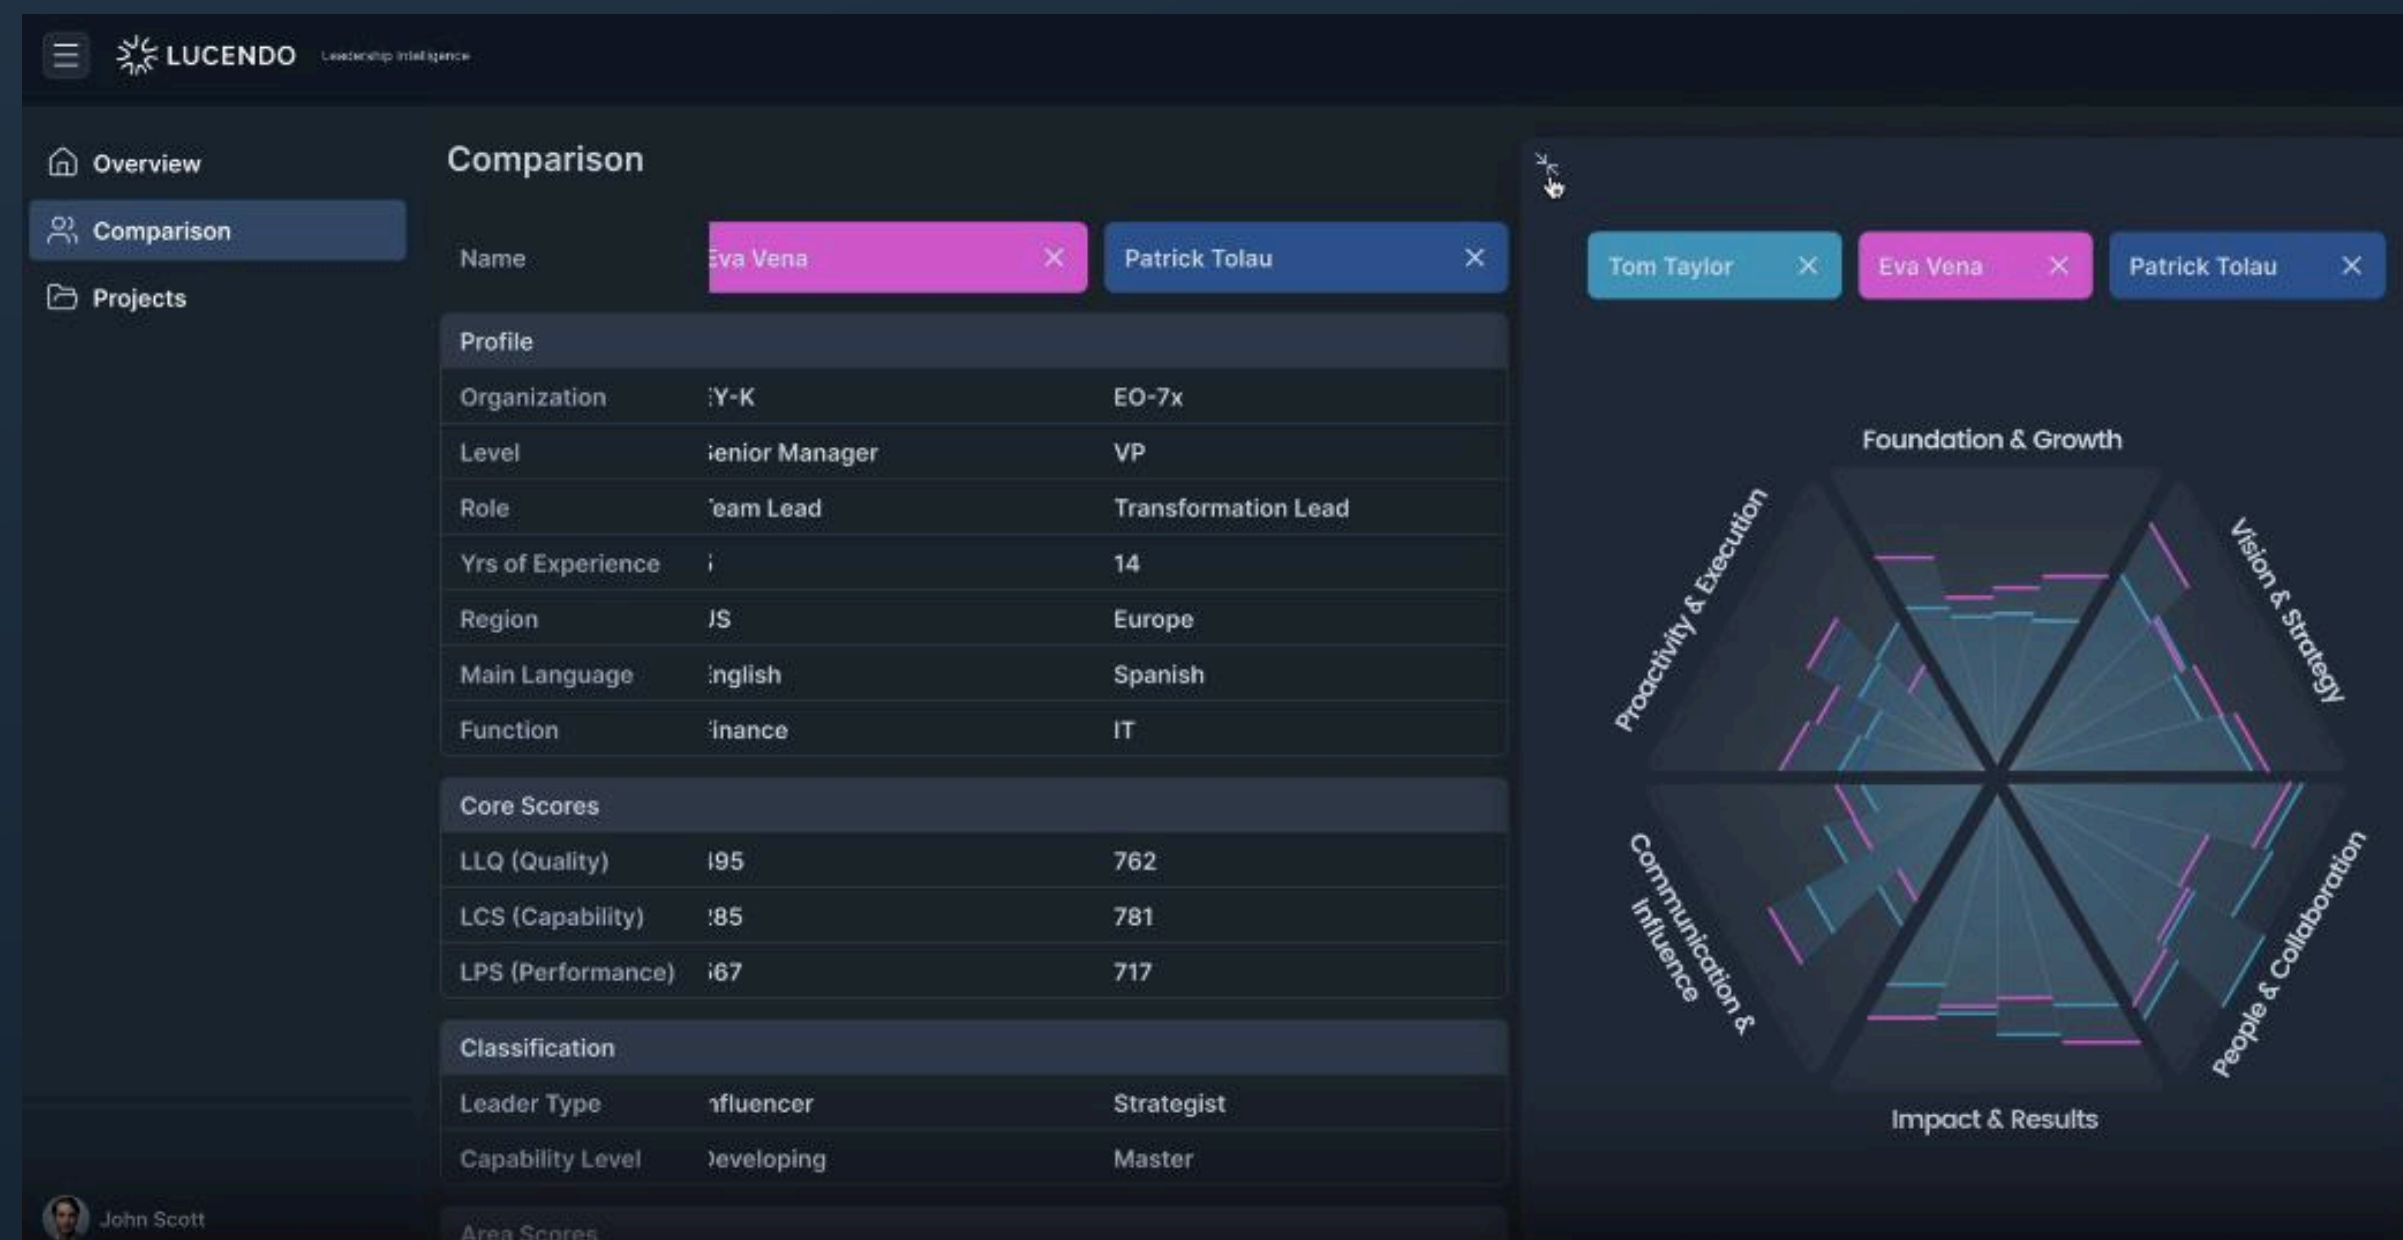 LUCENDO Leadership Intelligence
Overview
Comparison
Projects
John Scott
Comparison
Name Eva Vena Patrick Tolau
Profile
Organization Y-K EO-7x
Level enior Manager VP
Role eam Lead Transformation Lead
Yrs of Experience 14
Region US Europe
Main Language nglish Spanish
Function inance IT
Core Scores
LLQ (Quality) 95 762
LCS (Capability) 85 781
LPS (Performance) 67 717
Classification
Leader Type nfluencer Strategist
Capability Level eveloping Master
Area Scores
Tom Taylor Eva Vena Patrick Tolau
Foundation & Growth
Vision & Strategy
People & Collaboration
Impact & Results
Communication &
Influence
Proactivity & Execution